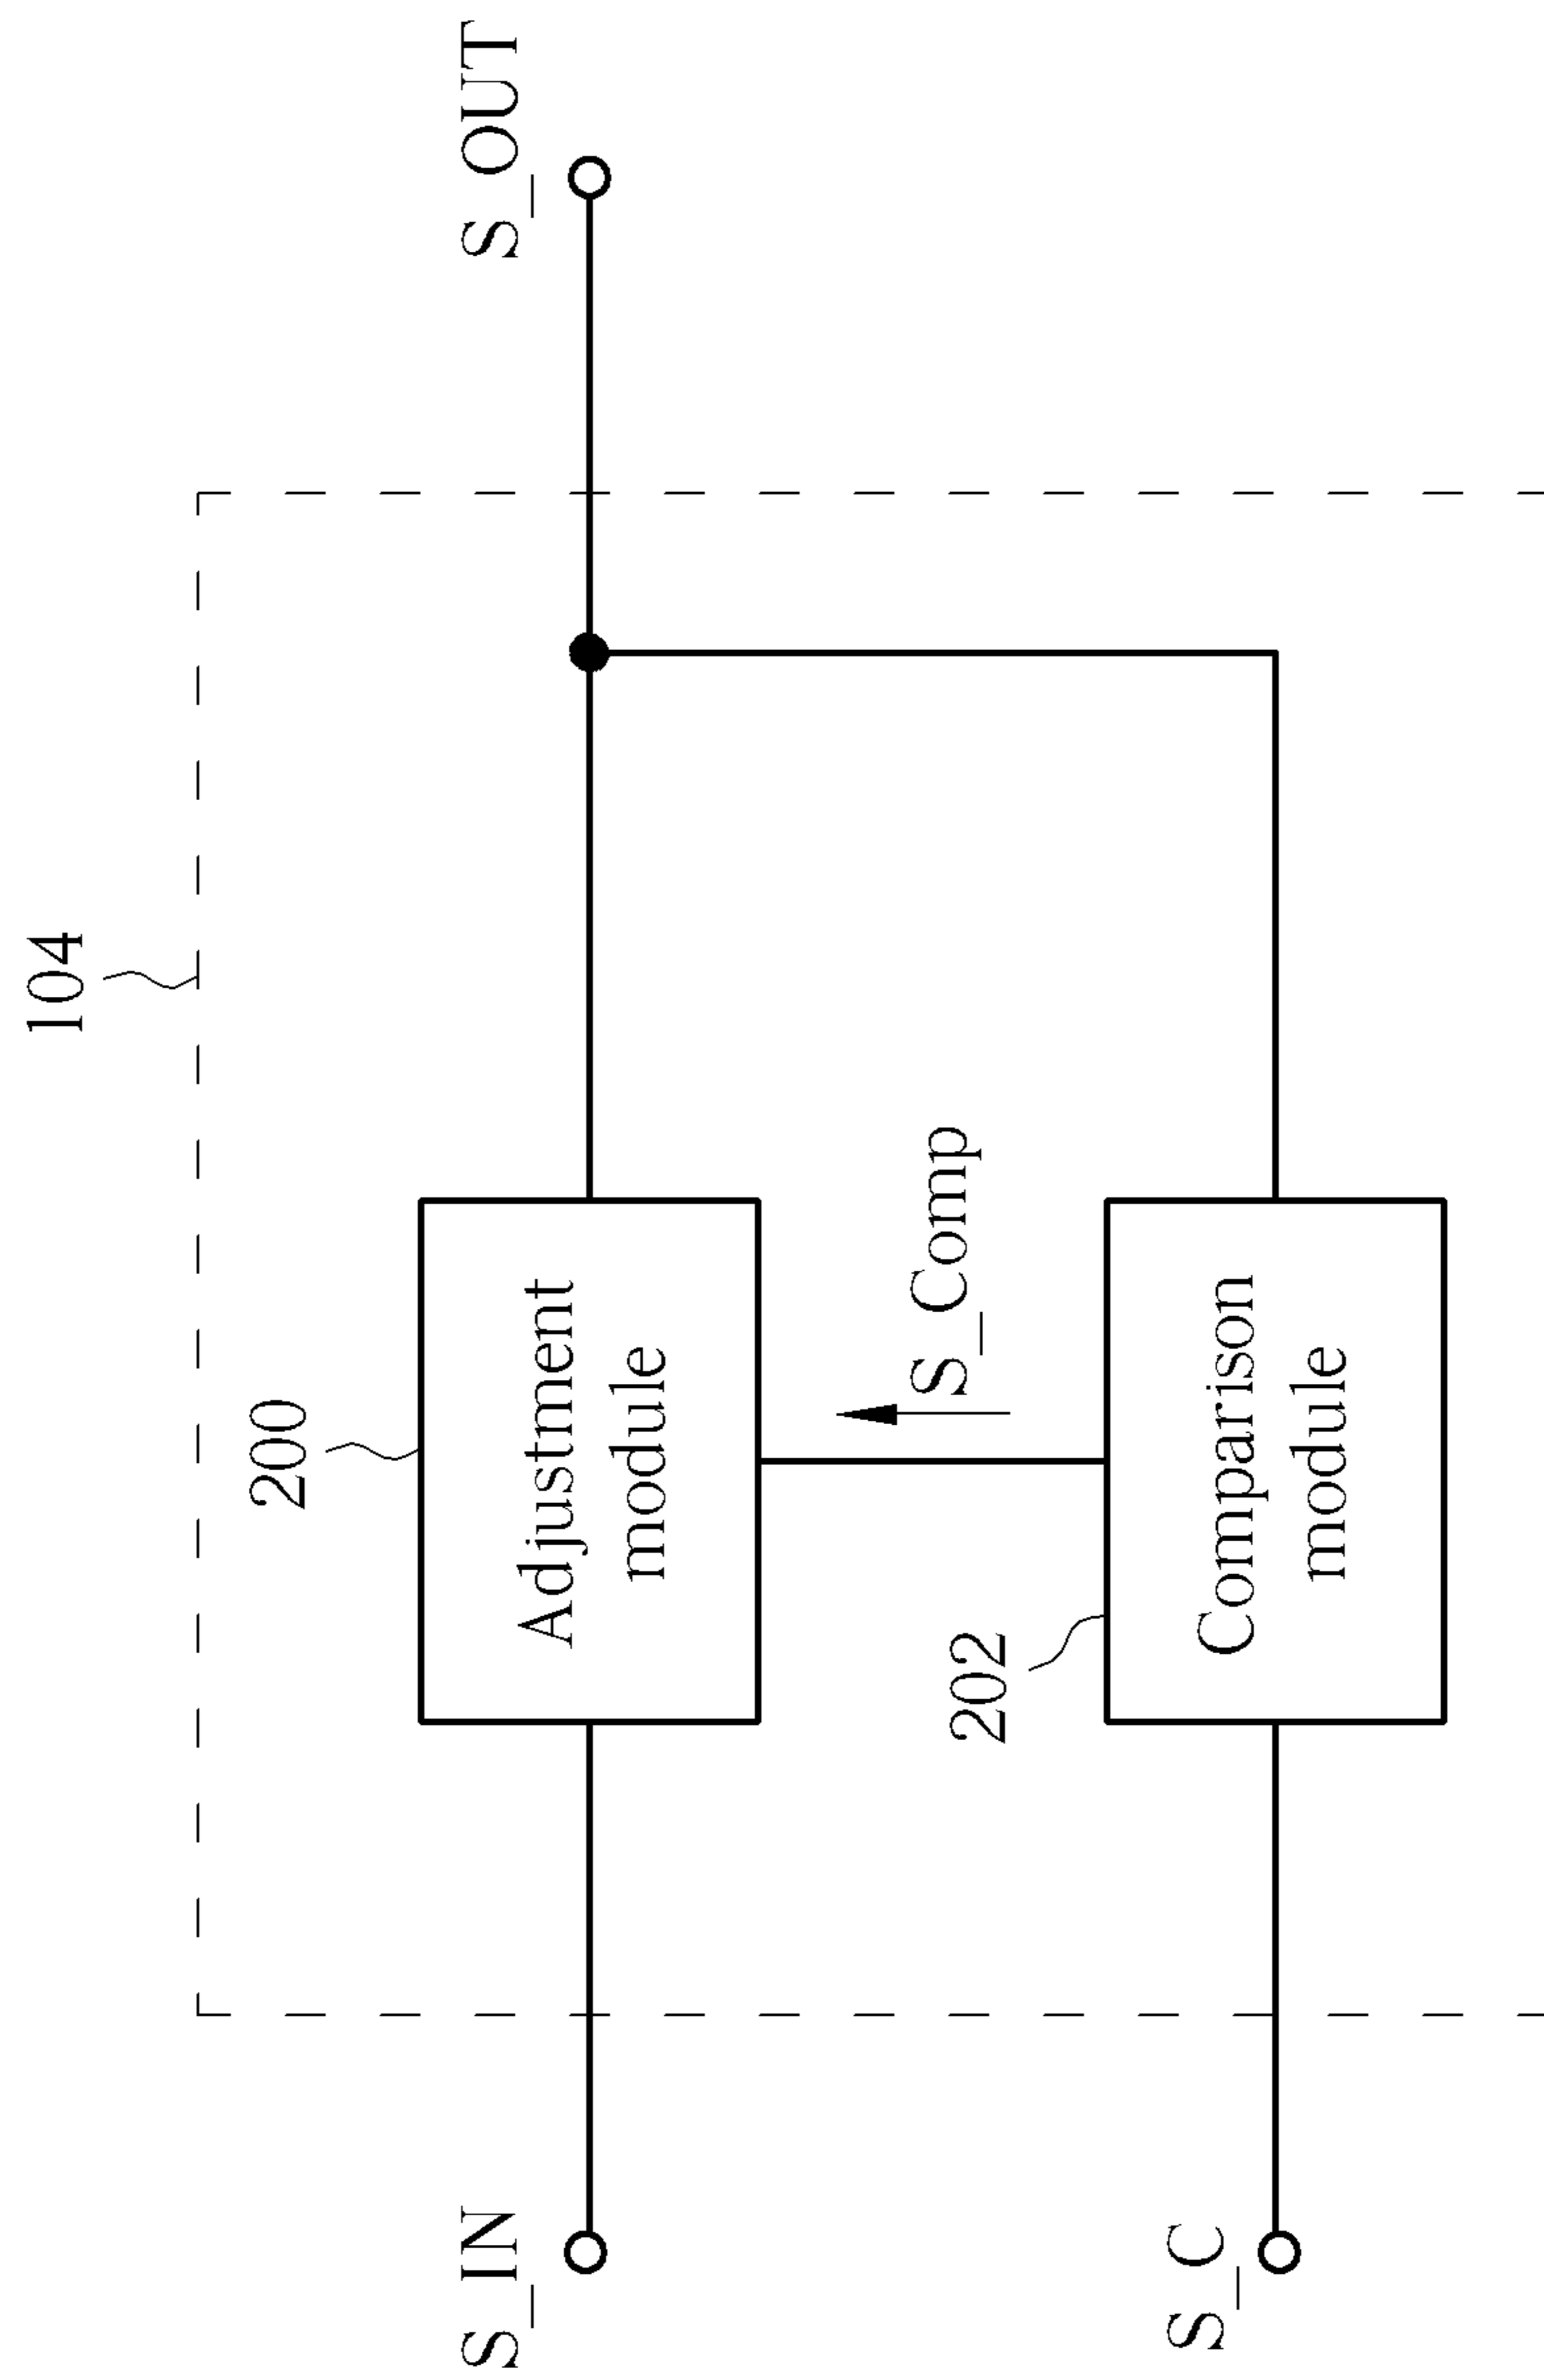 104
200
S_IN
Adjustment
module
S_OUT
S_Comp
202
S_C
Comparison
module